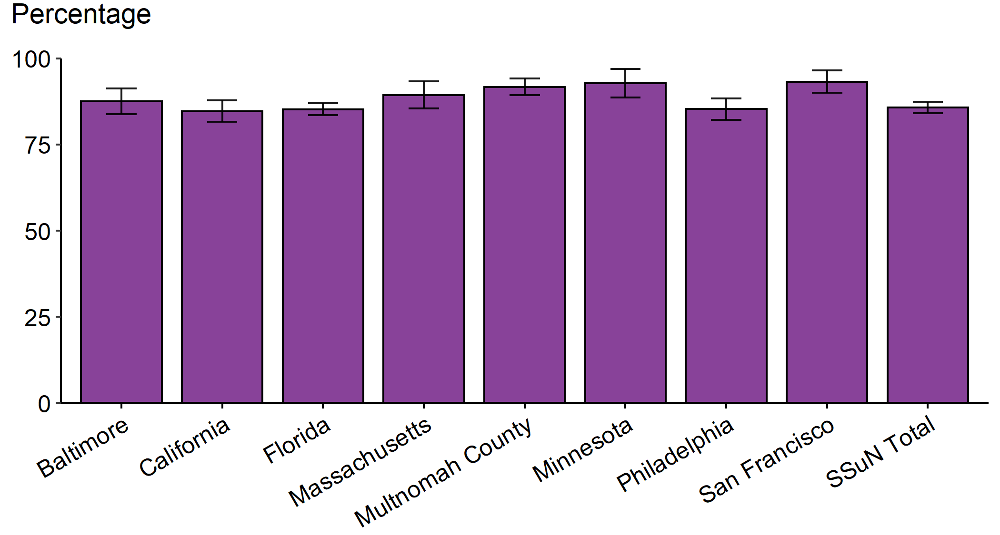 Percentage
100
75
50
25
0
Baltimore
California
Florida
Massachusetts
Multnomah County
Minnesota
Philadelphia
San Francisco
SSuN Total